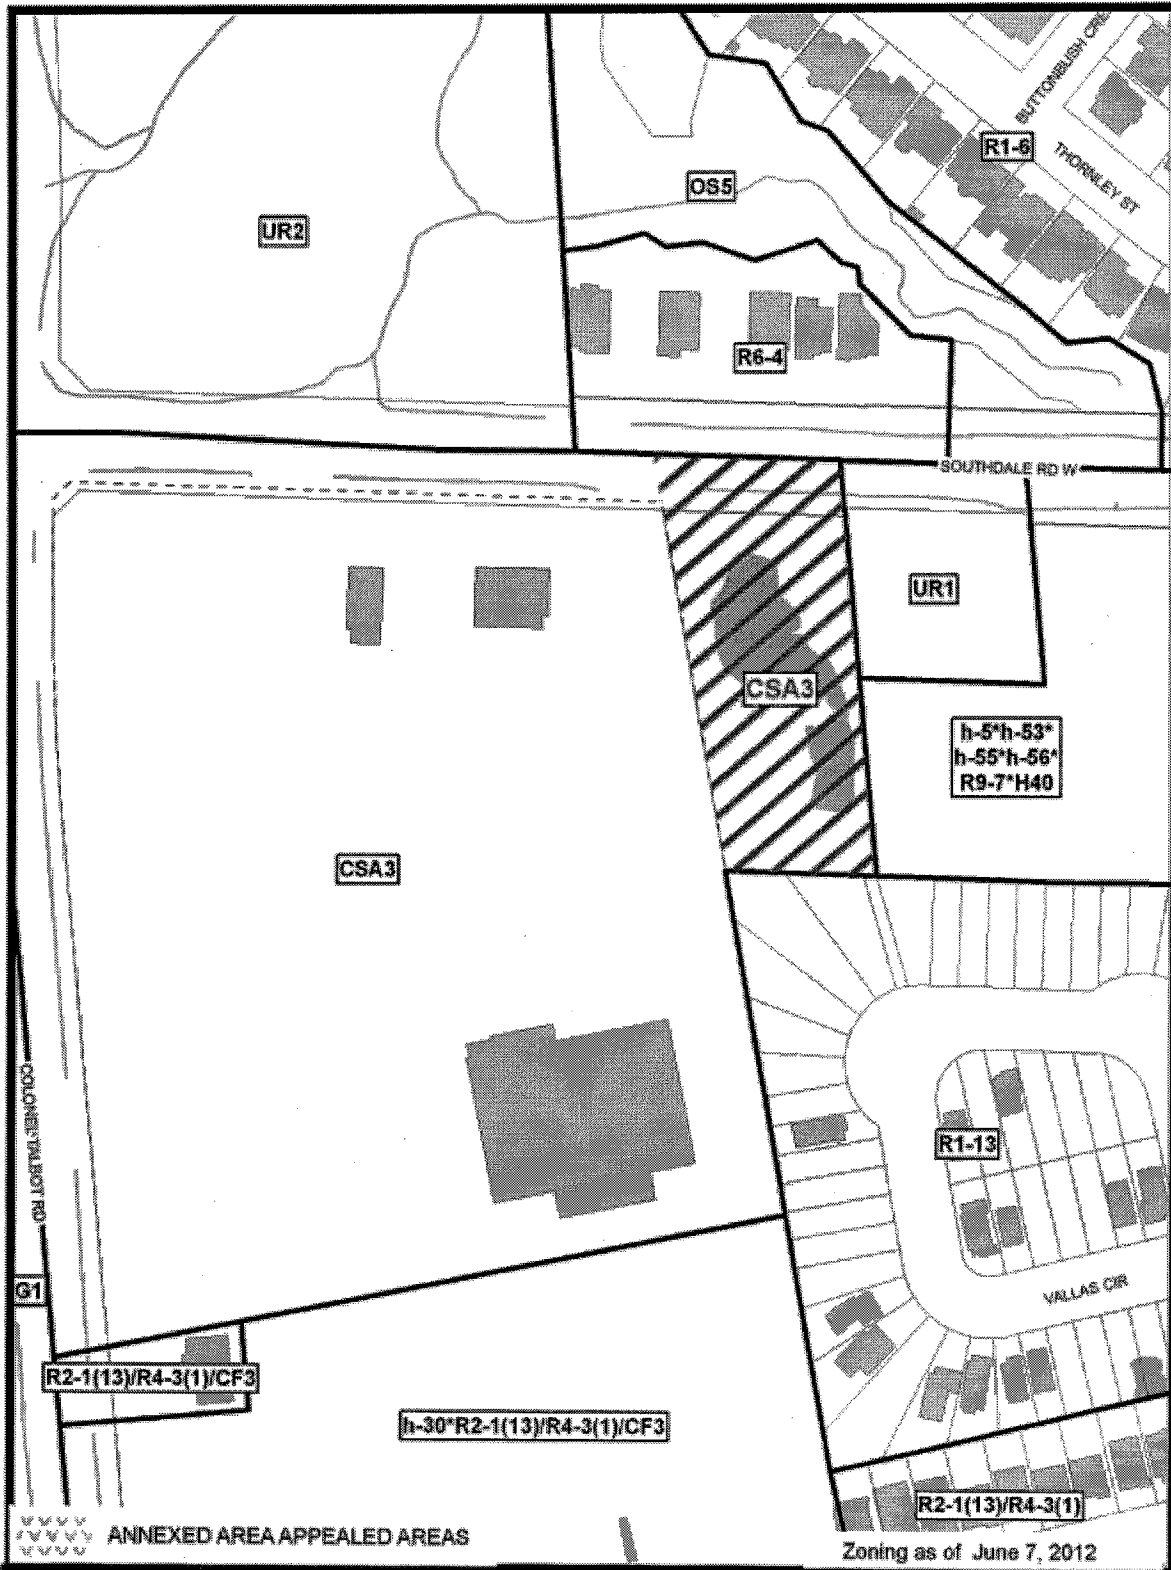 BUTTONBUSH CRE
R1-6
THORNLEY ST
OS5
UR2
R6-4
SOUTHDALE RD W
UR1
CSA3
h-5*h-53*
h-55*h-56*
R9-7*H40
CSA3
COLONEL TALBOT RD
R1-13
G1
VALLAS CIR
R2-1(13)/R4-3(1)/CF3
h-30*R2-1(13)/R4-3(1)/CF3
R2-1(13)/R4-3(1)
ANNEXED AREA APPEALED AREAS
Zoning as of June 7, 2012